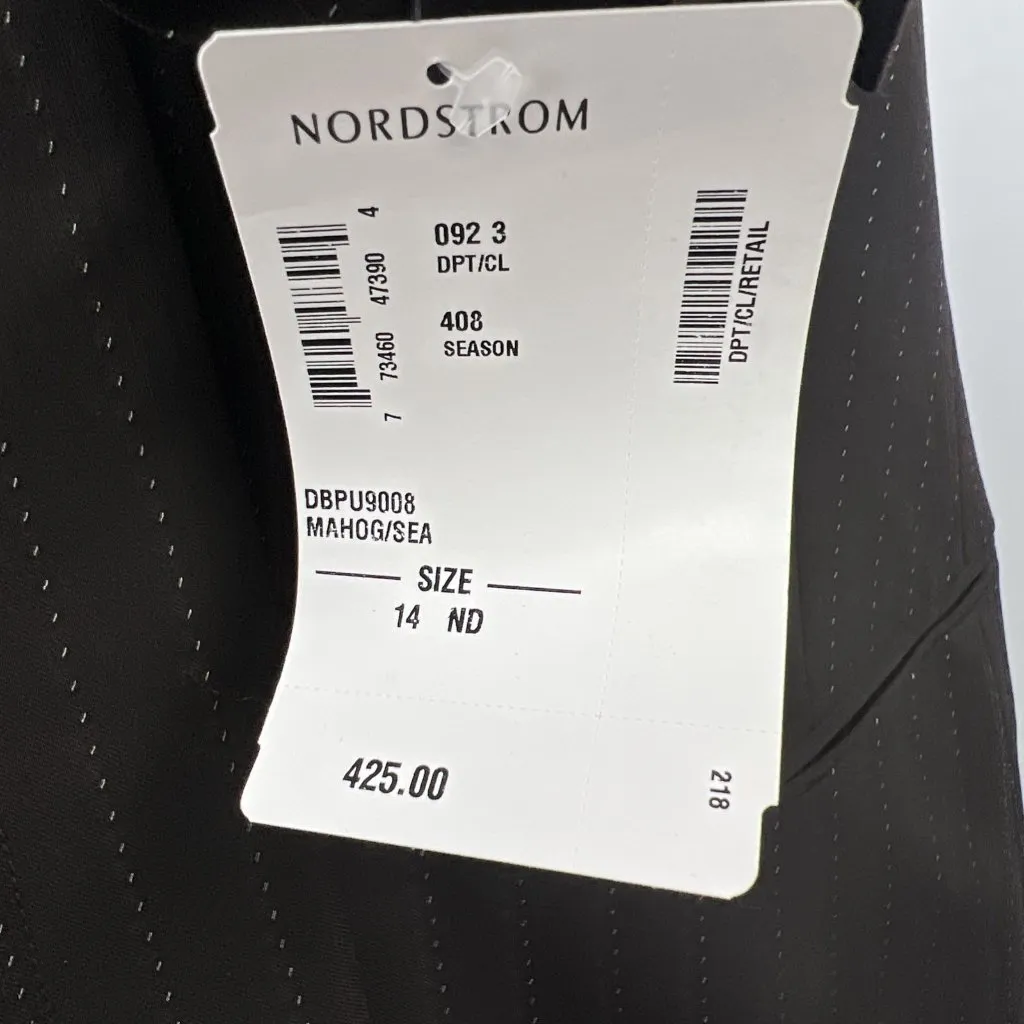 NORDSTROM
7 73460 47390 4
092 3
DPT/CL
408
SEASON
DPT/CL/RETAIL
DBPU9008
MAHOG/SEA
SIZE
14 ND
425.00
218